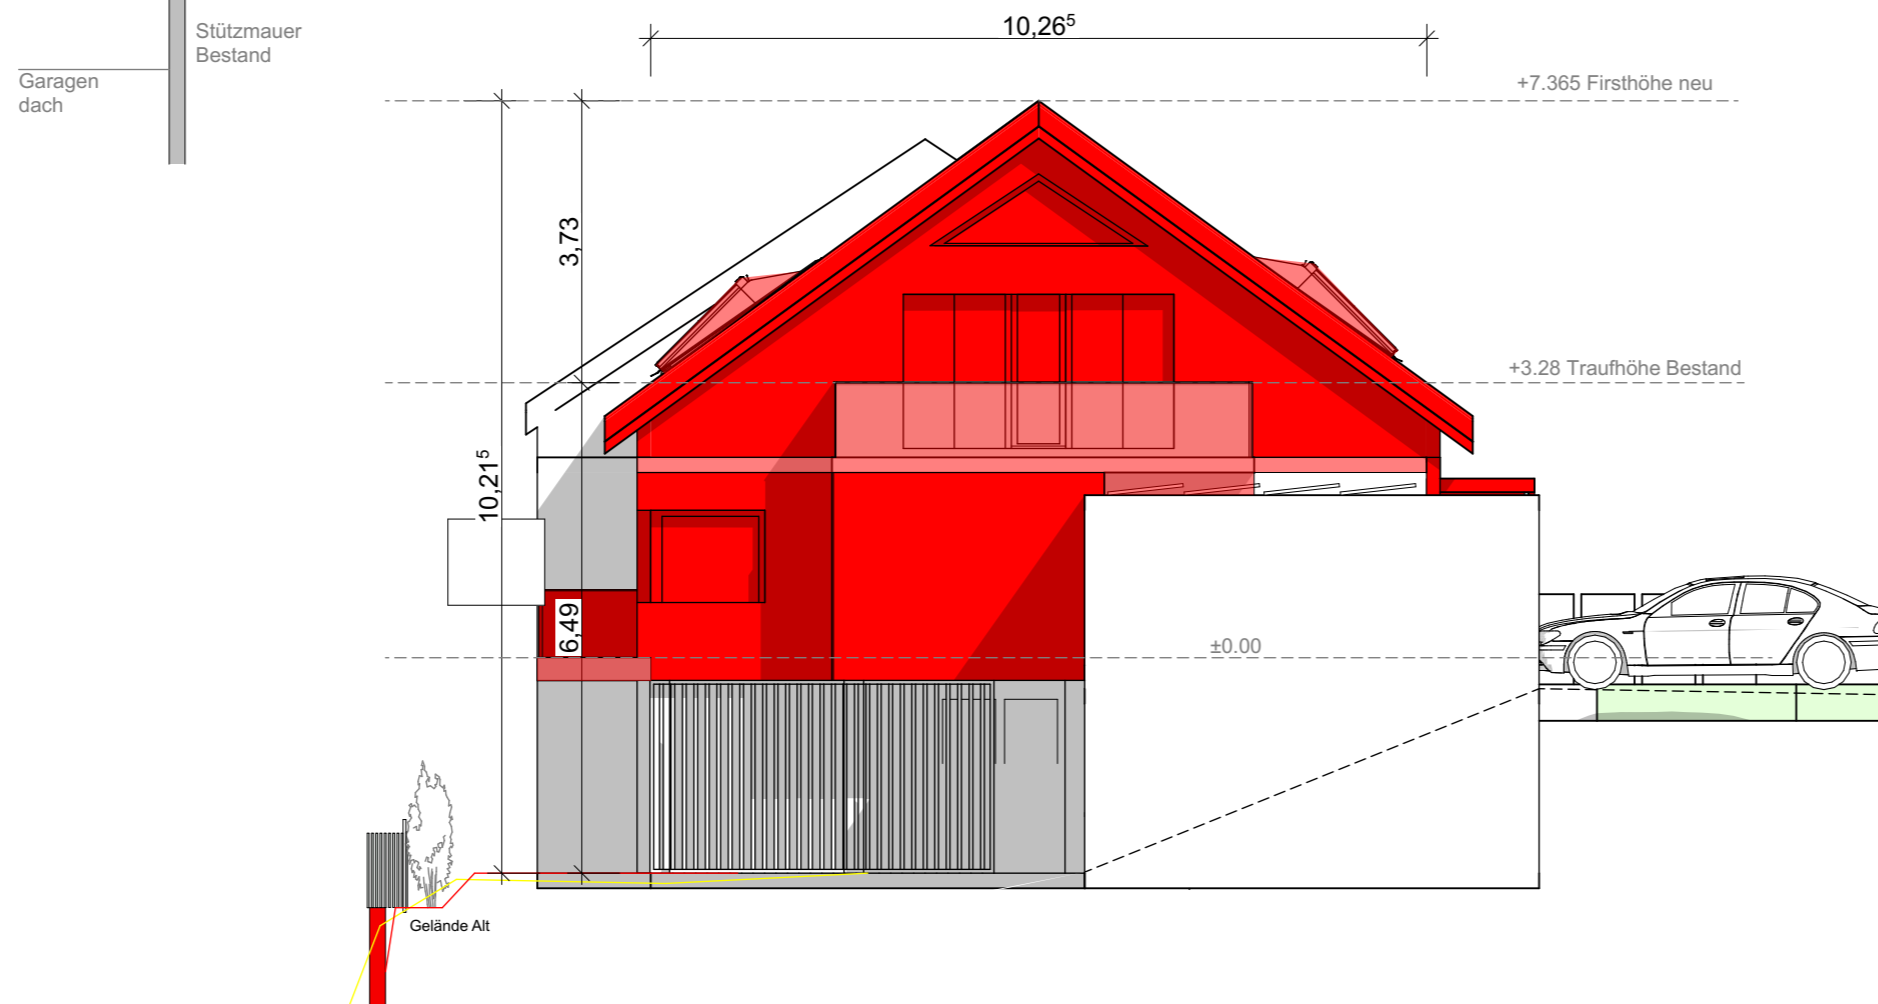 Stützmauer
Bestand
Garagen
dach
10,26⁵
+7.365 Firsthöhe neu
3,73
+3.28 Traufhöhe Bestand
10,21⁵
6,49
±0.00
Gelände Alt